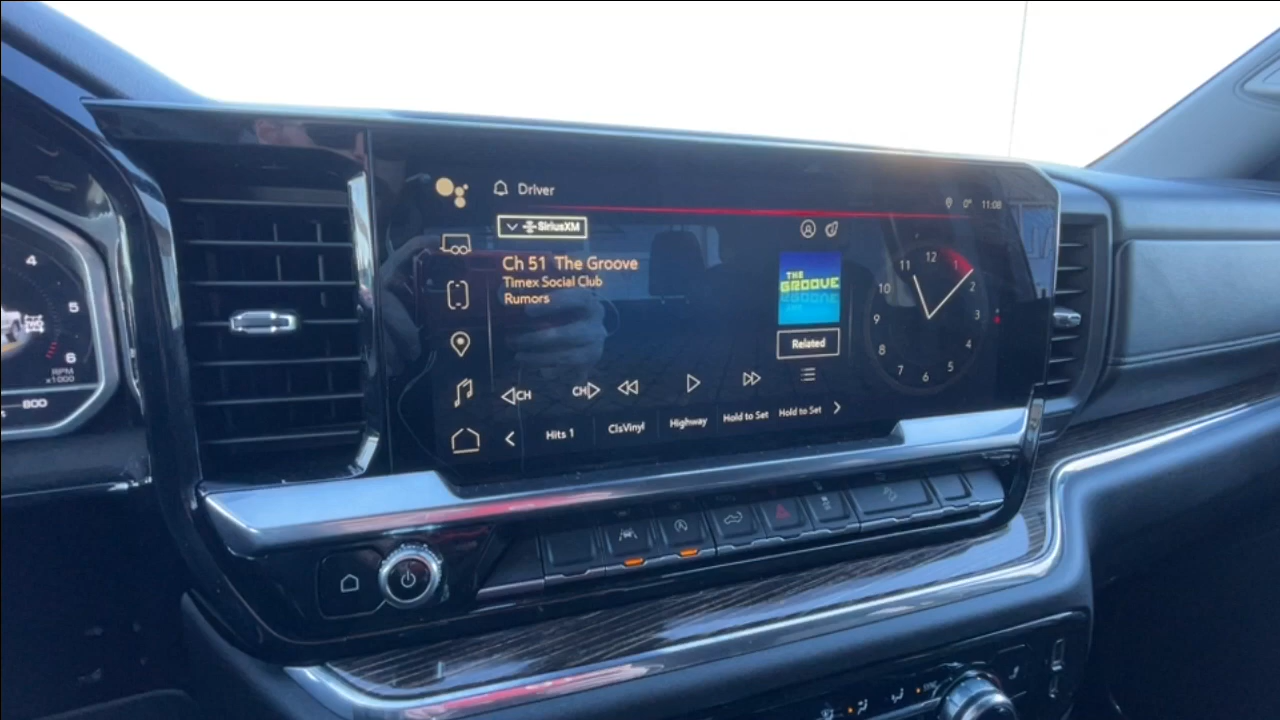 Driver
0° 11:08
SiriusXM
Ch 51 The Groove
Timex Social Club
Rumors
THE
GROOVE
Related
CH CH
Hits 1 ClsVinyl Highway Hold to Set Hold to Set
12
1
2
3
4
5
6
7
8
9
10
11
4
5
6
RPM
x1000
800